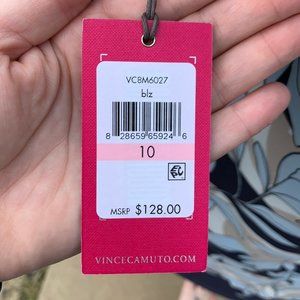 VC8M6027
blz
8 28659 65924 6
10
MSRP $128.00
VINCECAMUTO.COM